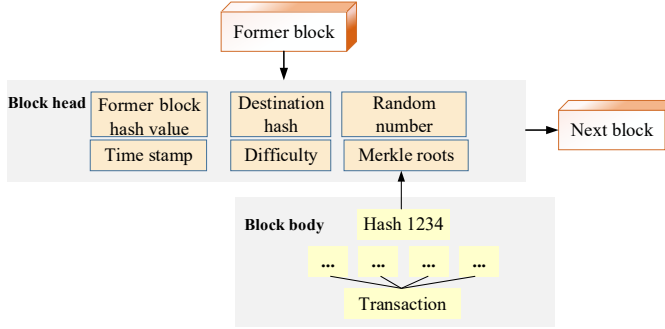 Former block
Block head
Former block
hash value
Destination
hash
Random
number
Time stamp
Difficulty
Merkle roots
Next block
Block body
Hash 1234
... ... ... ...
Transaction